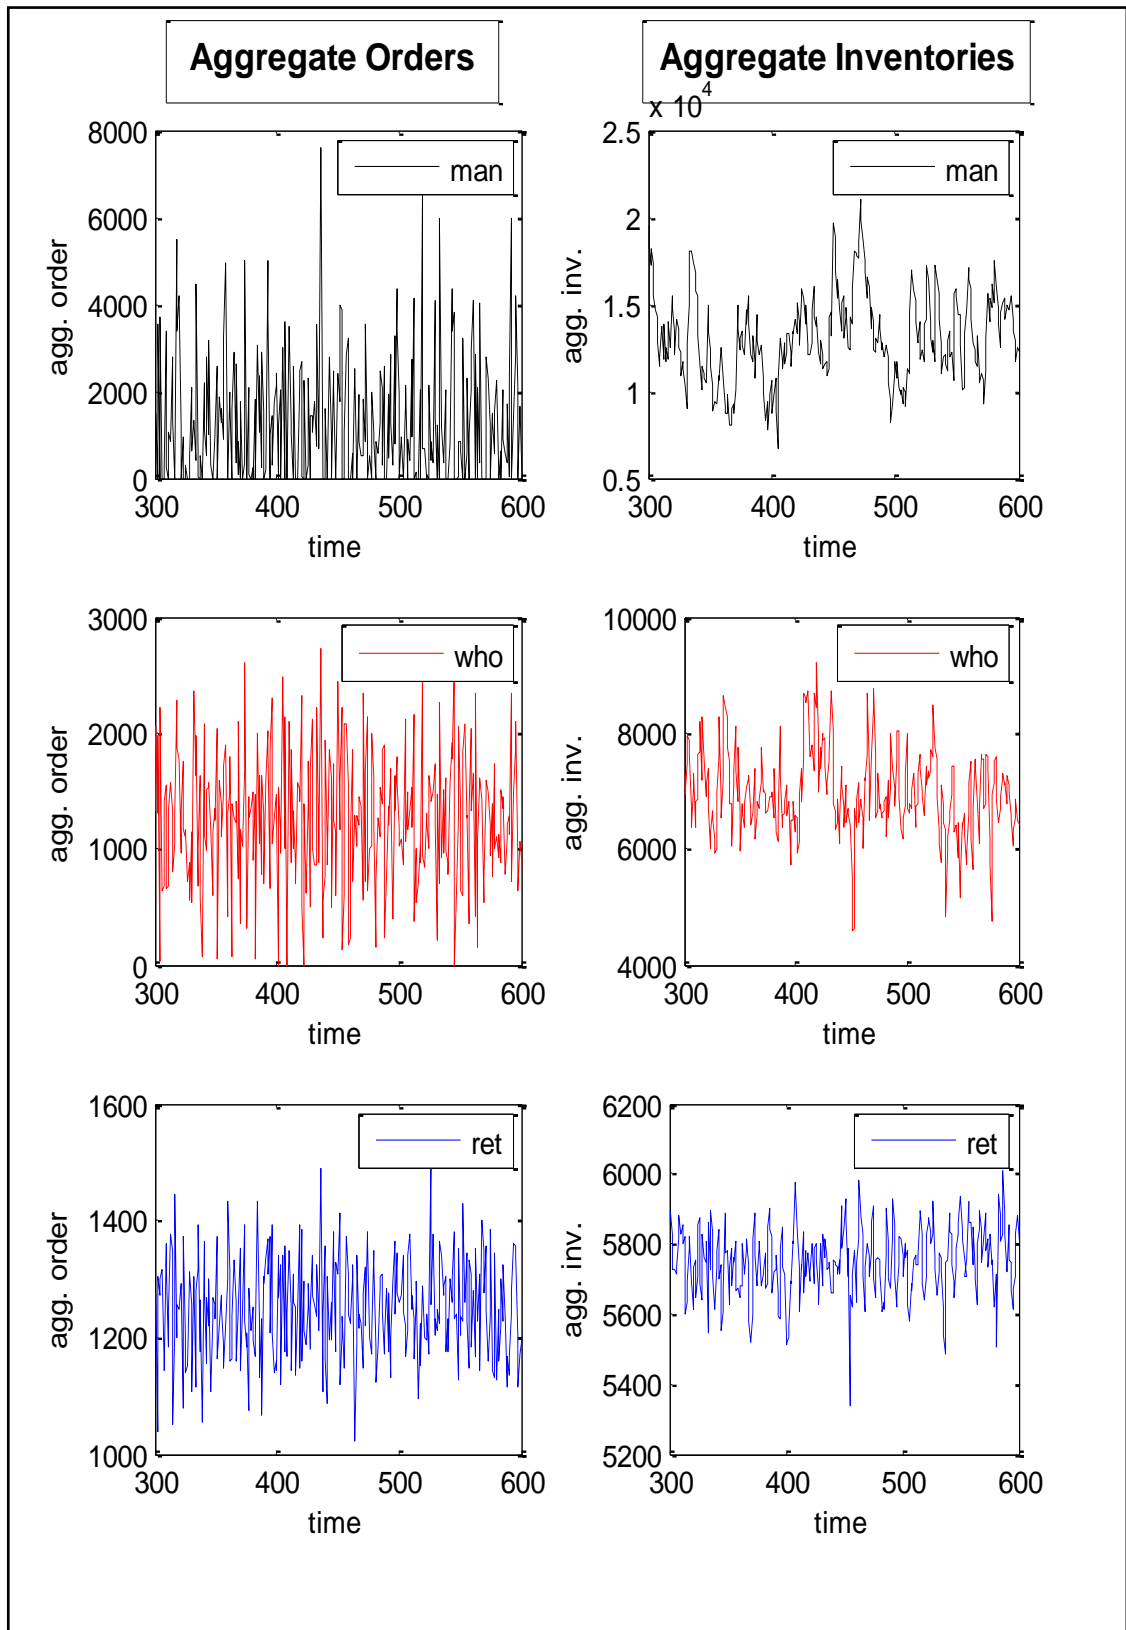 Aggregate Orders
Aggregate Inventories
x 10^4
8000
6000
4000
2000
0
agg. order
man
300
400
500
600
time
2.5
2
1.5
1
0.5
agg. inv.
man
300
400
500
600
time
3000
2000
1000
0
agg. order
who
300
400
500
600
time
10000
8000
6000
4000
agg. inv.
who
300
400
500
600
time
1600
1400
1200
1000
agg. order
ret
300
400
500
600
time
6200
6000
5800
5600
5400
5200
agg. inv.
ret
300
400
500
600
time